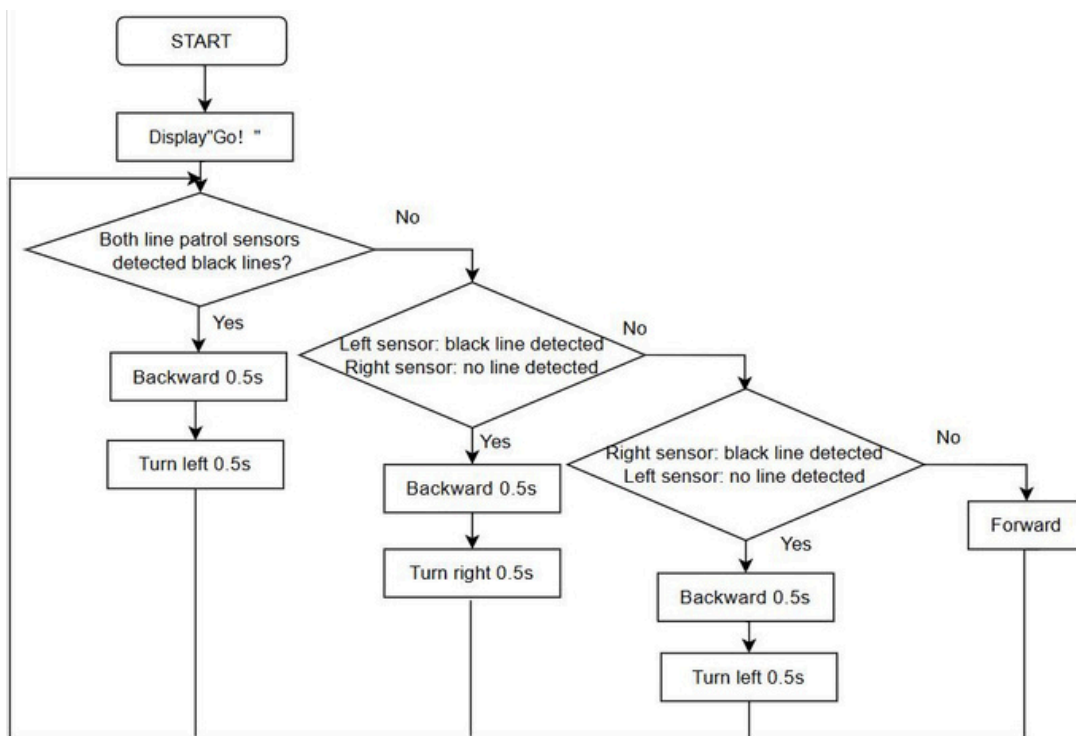 START
Display"Go! "
No
Both line patrol sensors
detected black lines?
Yes
Backward 0.5s
Turn left 0.5s
No
Left sensor: black line detected
Right sensor: no line detected
Yes
Backward 0.5s
Turn right 0.5s
No
Right sensor: black line detected
Left sensor: no line detected
Yes
Backward 0.5s
Turn left 0.5s
Forward